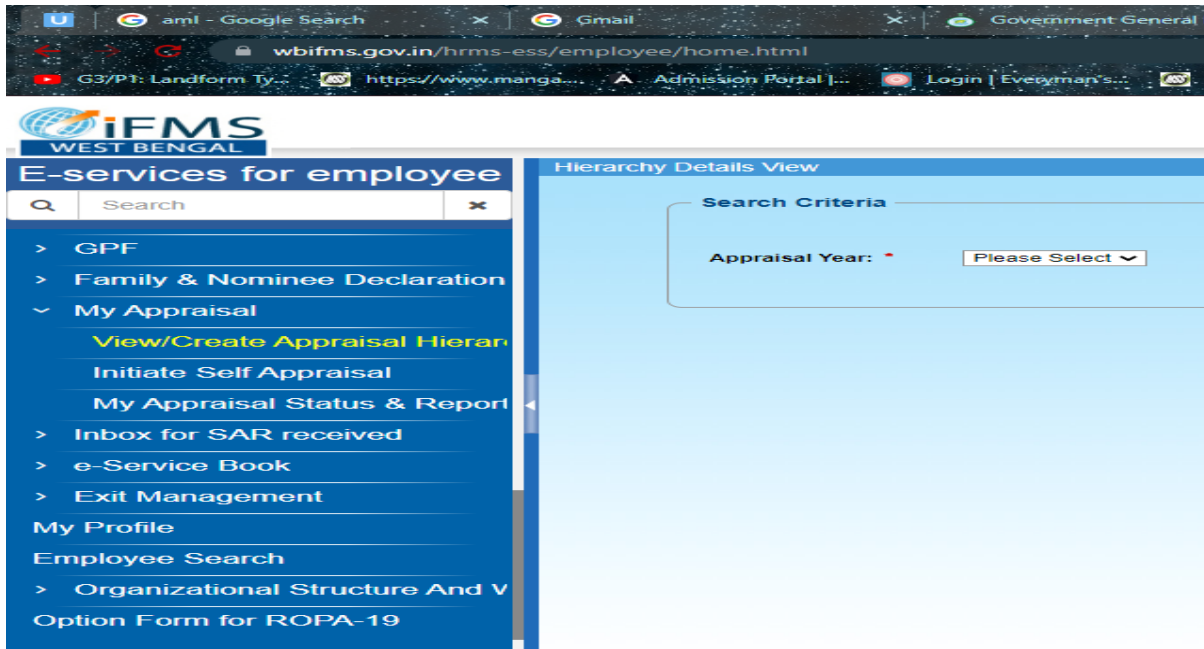 U aml - Google Search × Gmail × Government General
wbifms.gov.in/hrms-ess/employee/home.html
G3/P1: Landform Ty... https://www.manga.... A Admission Portal |... Login | Everyman's...
iFMS
WEST BENGAL
E-services for employee
Search
GPF
Family & Nominee Declaration
My Appraisal
View/Create Appraisal Hierar
Initiate Self Appraisal
My Appraisal Status & Report
Inbox for SAR received
e-Service Book
Exit Management
My Profile
Employee Search
Organizational Structure And W
Option Form for ROPA-19
Hierarchy Details View
Search Criteria
Appraisal Year: * Please Select